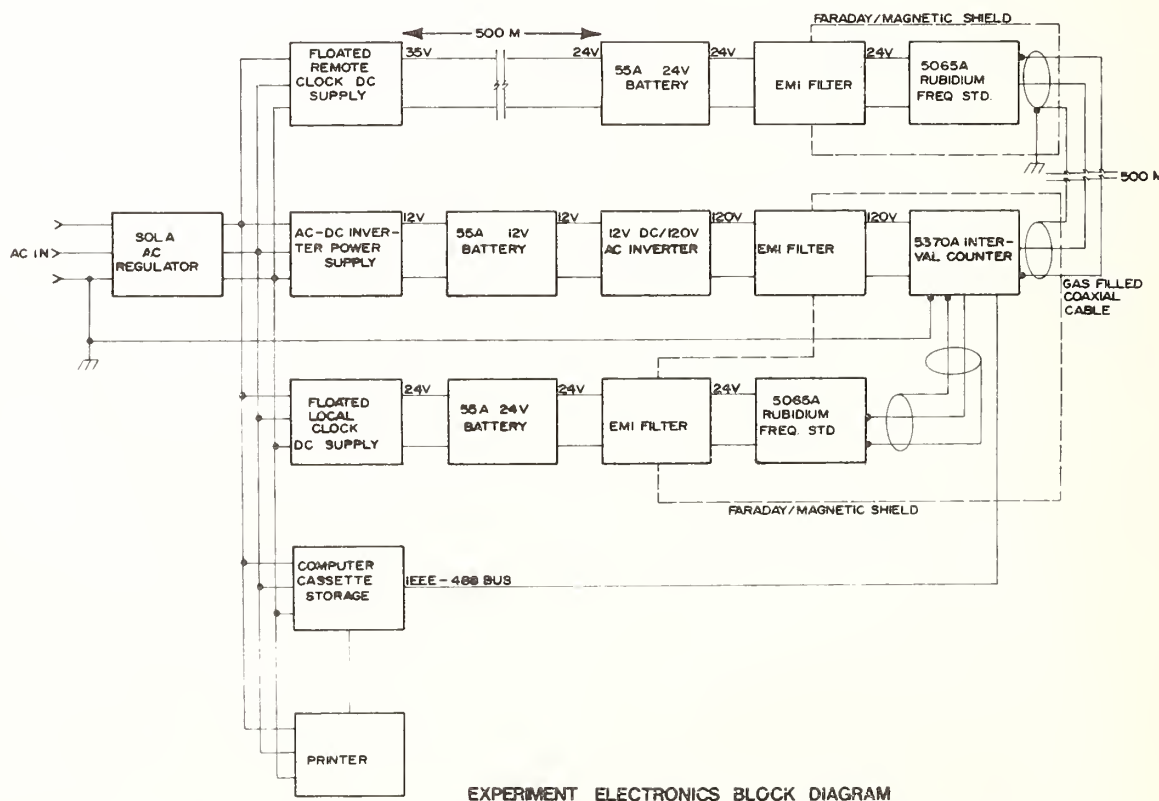 FARADAY/MAGNETIC SHIELD
500 M
FLOATED
REMOTE
CLOCK DC
SUPPLY
35V
24V
55A 24V
BATTERY
24V
EMI FILTER
24V
5065A
RUBIDIUM
FREQ STD.
500 M
AC IN
SOLA
AC
REGULATOR
AC-DC INVER-
TER POWER
SUPPLY
12V
55A 12V
BATTERY
12V
12V DC/120V
AC INVERTER
120V
EMI FILTER
120V
5370A INTER-
VAL COUNTER
GAS FILLED
COAXIAL
CABLE
FLOATED
LOCAL
CLOCK
DC SUPPLY
24V
55A 24V
BATTERY
24V
EMI FILTER
24V
5065A
RUBIDIUM
FREQ. STD
FARADAY/MAGNETIC SHIELD
COMPUTER
CASSETTE
STORAGE
IEEE-488 BUS
PRINTER
EXPERIMENT ELECTRONICS BLOCK DIAGRAM